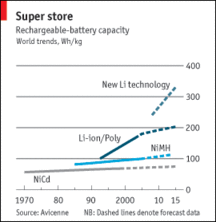 Super store
Rechargeable-battery capacity
World trends, Wh/kg
400
New Li technology
300
Li-ion/Poly
200
NiMH
100
NiCd
0
1970 80 90 2000 15
Source: Avicenne NB: Dashed lines denote forecast data